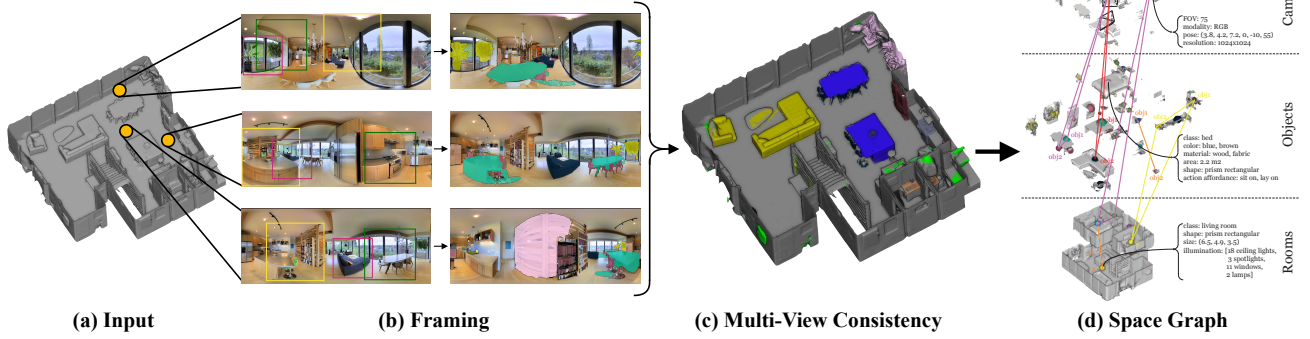 Cam
FOV: 75
modality: RGB
pose: (3.8, 4.2, 7.2, 0, -10, 55)
resolution: 1024x1024
Objects
obj1
obj1
obj2
obj2
class: bed
color: blue, brown
material: wood, fabric
area: 2.2 m2
shape: prism rectangular
action affordance: sit on, lay on
Rooms
class: living room
shape: prism rectangular
size: (6.5, 4.9, 3.5)
illumination: [18 ceiling lights,
3 spotlights,
11 windows,
2 lamps]
(a) Input
(b) Framing
(c) Multi-View Consistency
(d) Space Graph